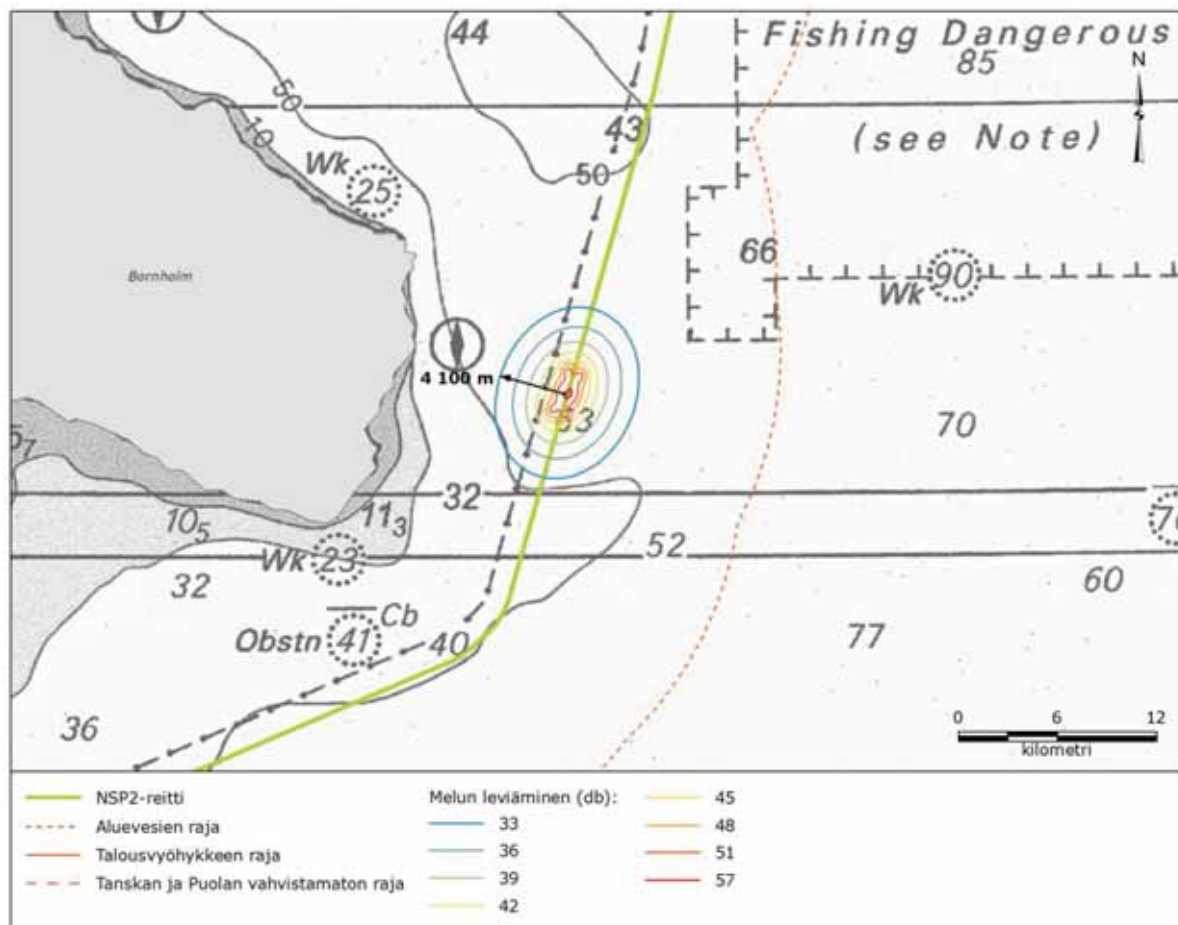 44
Fishing Dangerous
85
N
S
50
10
43
(see Note)
Wk
25
50
66
Bornholm
Wk 90
4 100 m
53
70
5₇
32
10₅
11₃
Wk 23
52
32
60
Cb
Obstn 41
40
77
36
0 6 12
kilometri
NSP2-reitti
Aluevesien raja
Talousvyöhykkeen raja
Tanskan ja Puolan vahvistamaton raja
Melun leviäminen (db):
33
36
39
42
45
48
51
57